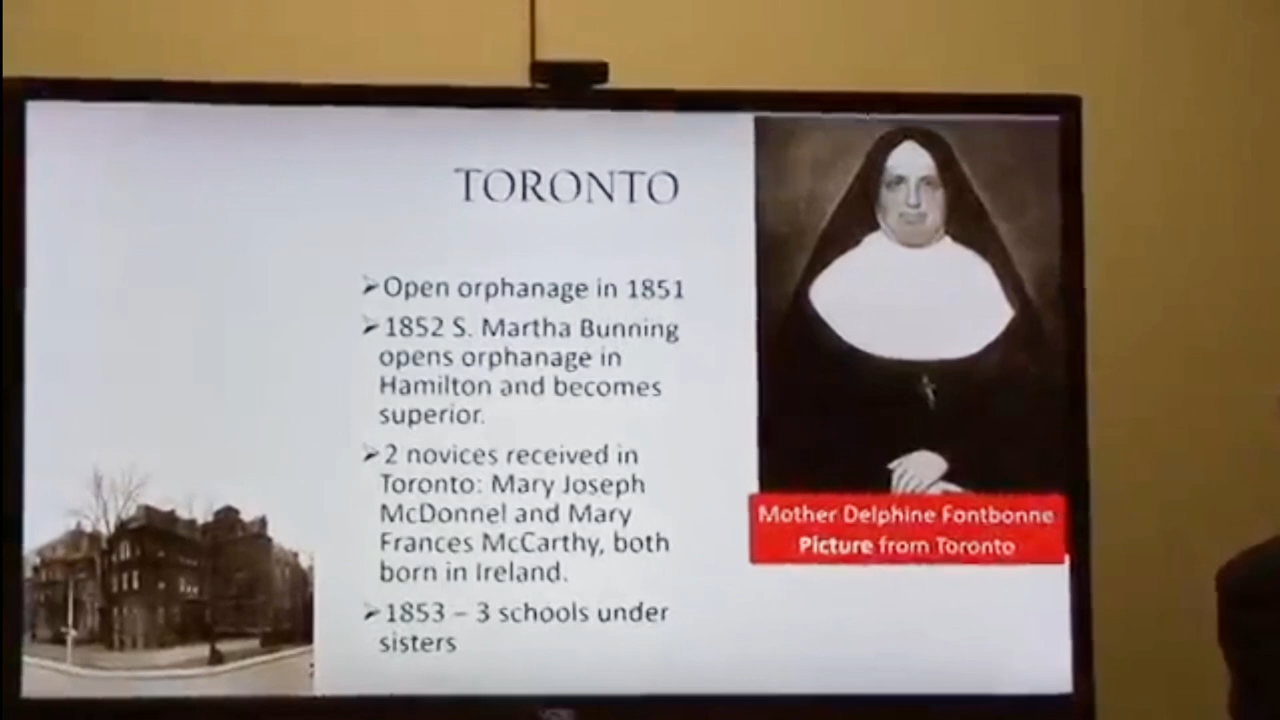 TORONTO
Open orphanage in 1851
1852 S. Martha Bunning
opens orphanage in
Hamilton and becomes
superior.
2 novices received in
Toronto: Mary Joseph
McDonnel and Mary
Frances McCarthy, both
born in Ireland.
1853 – 3 schools under
sisters
Mother Delphine Fontbonne
Picture from Toronto